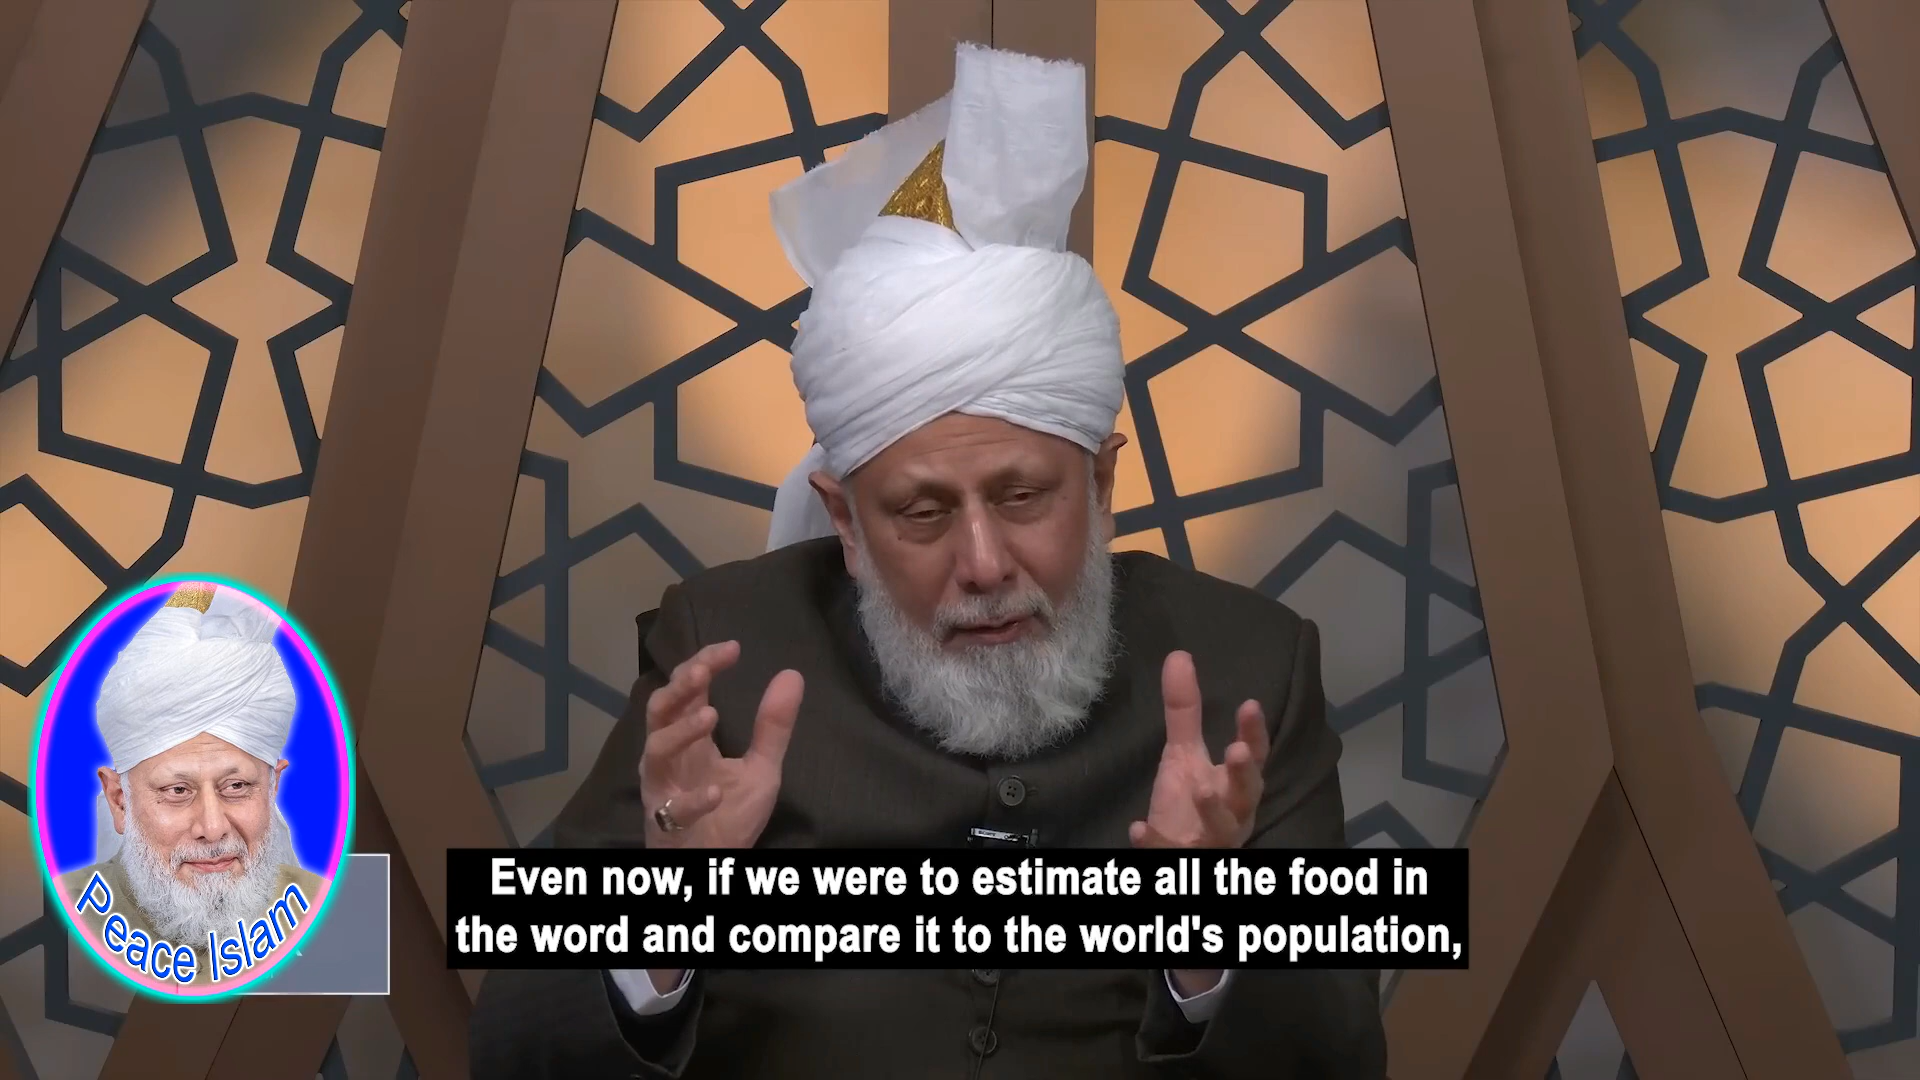 Even now, if we were to estimate all the food in
the word and compare it to the world's population,
Peace Islam